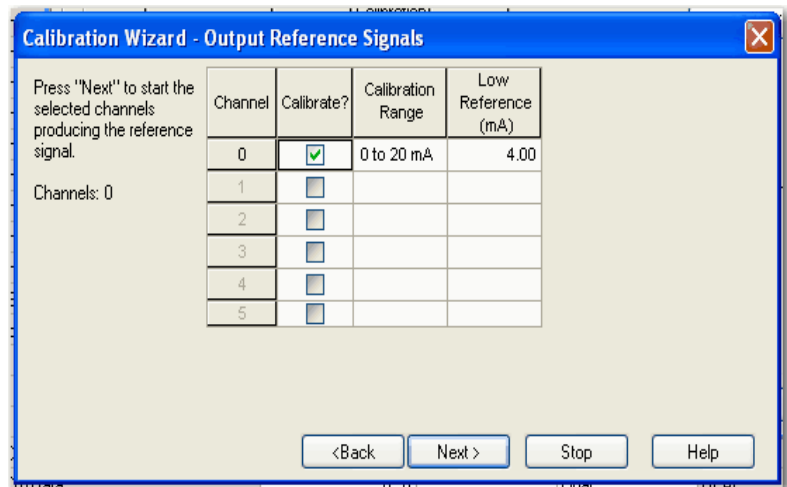 Calibration Wizard - Output Reference Signals
Press "Next" to start the
selected channels
producing the reference
signal.
Channels: 0
Channel Calibrate? Calibration Range Low Reference (mA)
0 0 to 20 mA 4.00
1
2
3
4
5
<Back Next > Stop Help